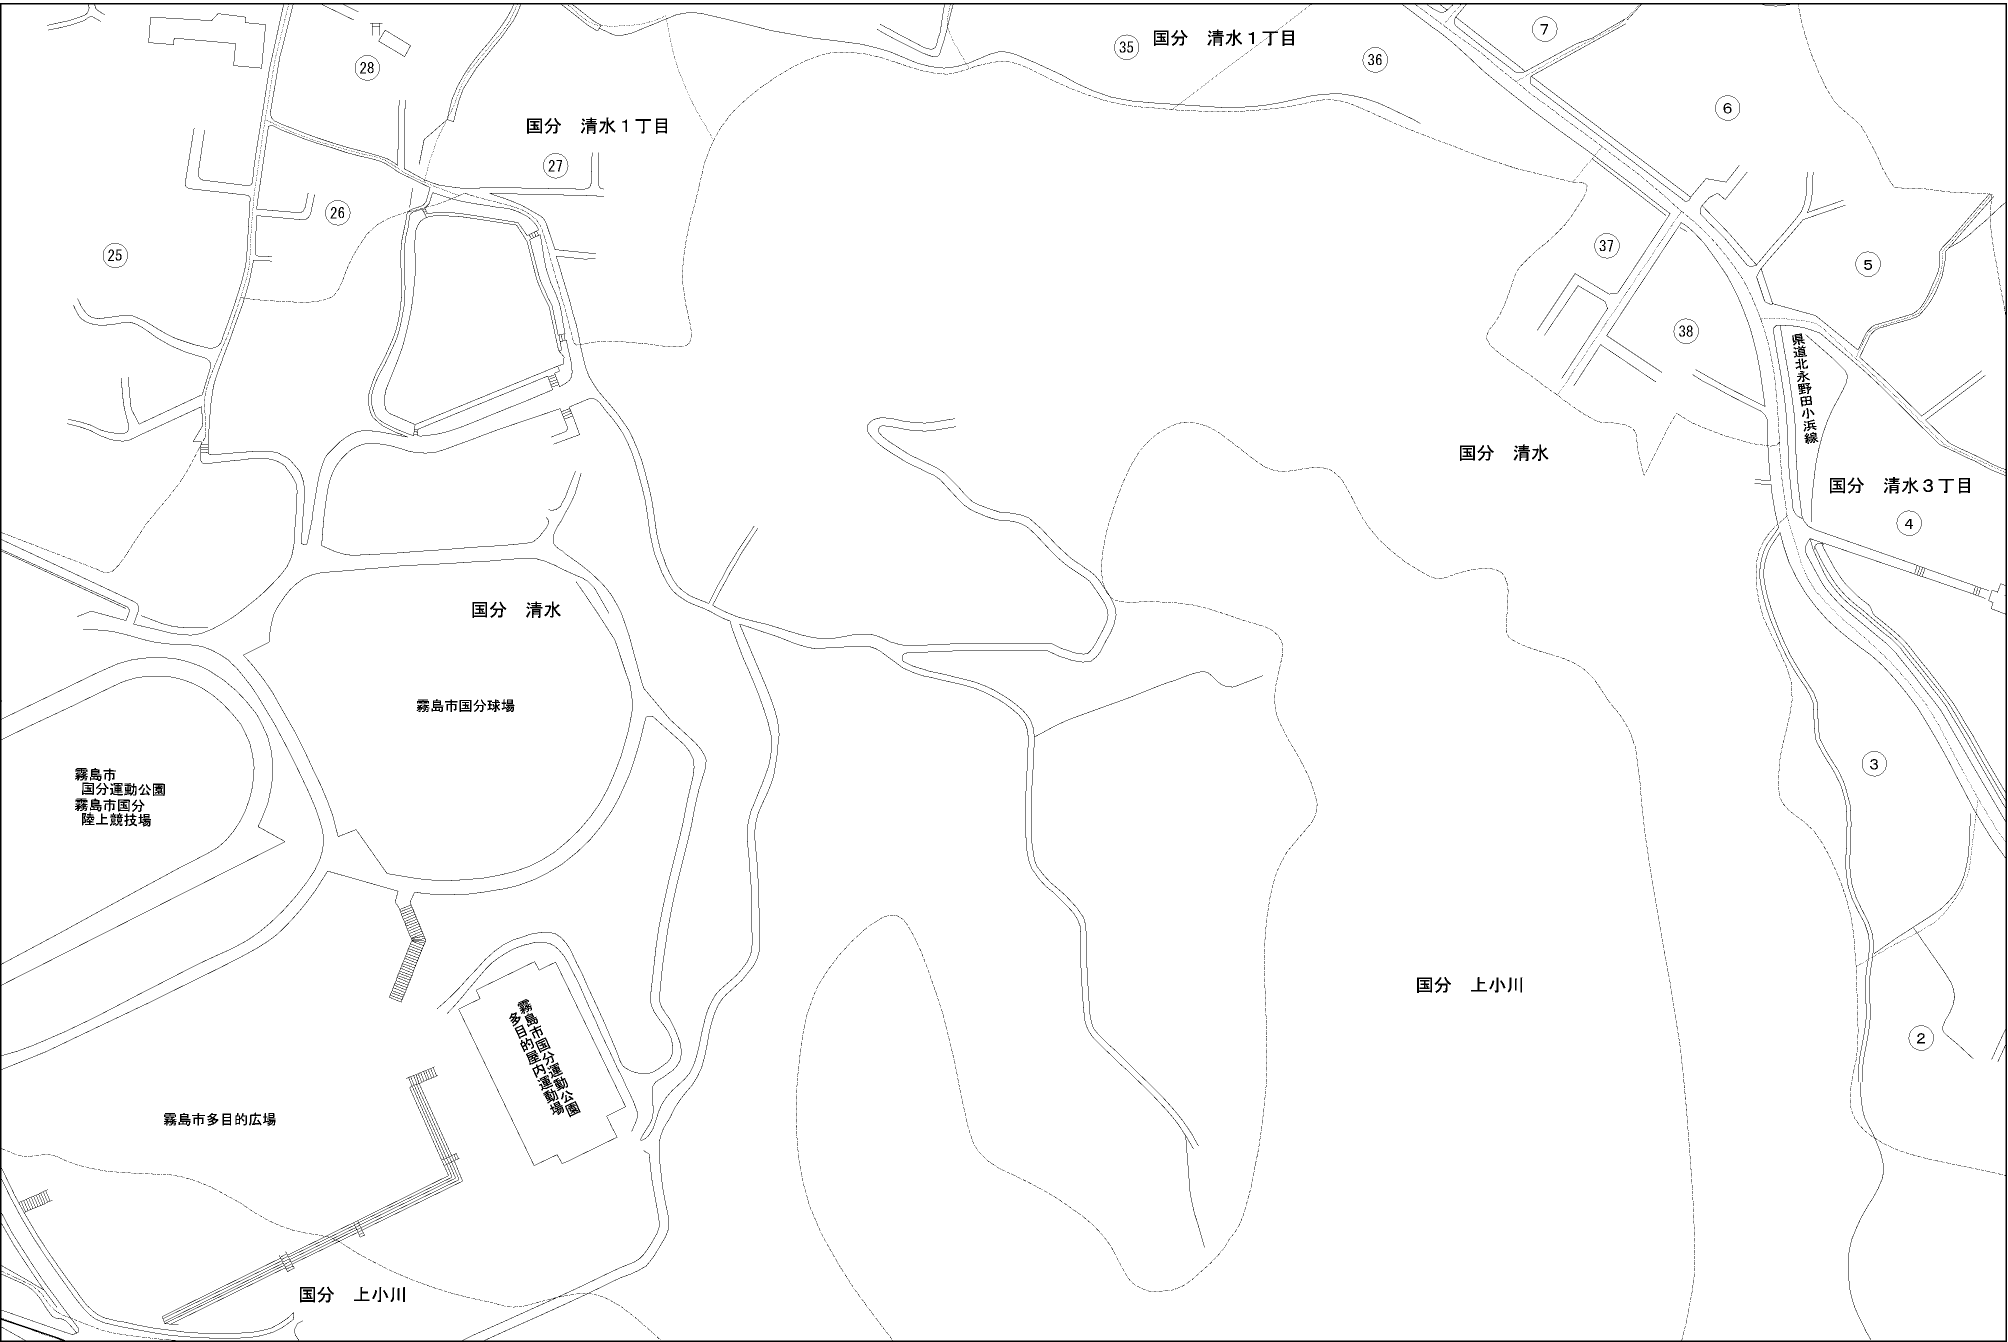 7
国分　清水１丁目
35
36
28
6
国分　清水１丁目
27
26
37
25
5
38
県道北永野田小浜線
国分　清水
国分　清水３丁目
4
国分　清水
霧島市国分球場
3
霧島市
国分運動公園
霧島市国分
陸上競技場
国分　上小川
霧島市国分運動公園
多目的屋内運動場
2
霧島市多目的広場
国分　上小川